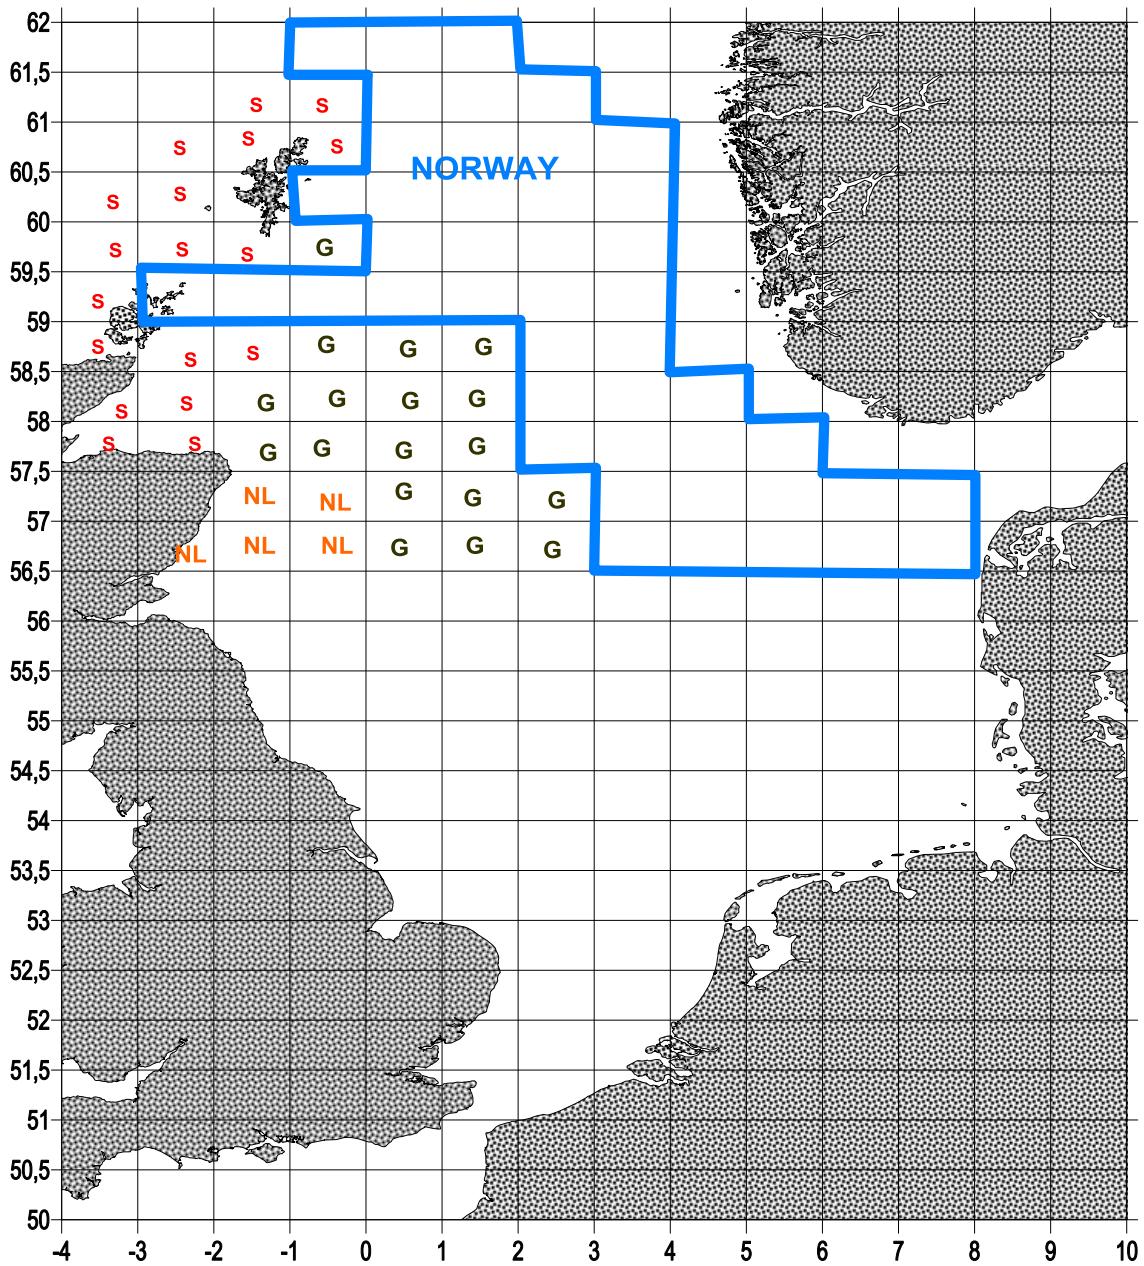 62
61,5
S S
61
S
S S
60,5
NORWAY
S
S
60
S S S G
59,5
S
59
S S S G G G
58,5
S S G G G G
58
S S G G G G
57,5
NL NL G G G
57
NL NL NL G G G
56,5
56
55,5
55
54,5
54
53,5
53
52,5
52
51,5
51
50,5
50
-4 -3 -2 -1 0 1 2 3 4 5 6 7 8 9 10